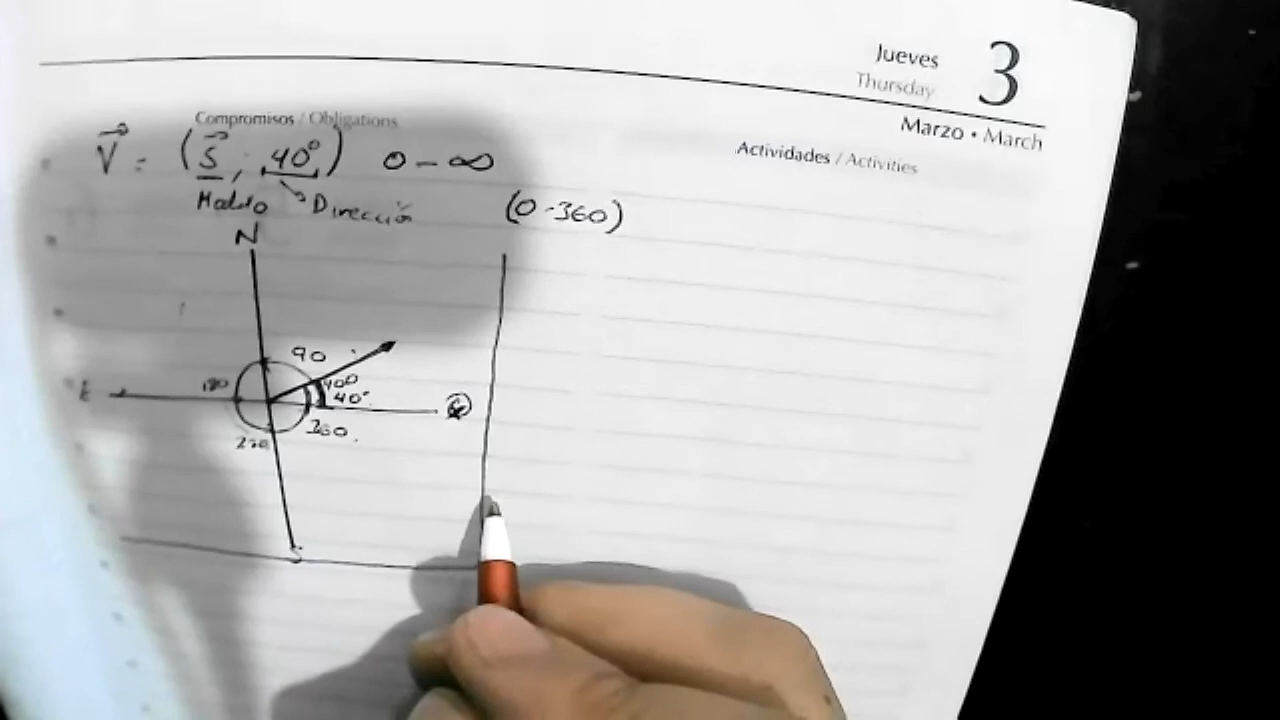 Jueves 3
Thursday
Marzo • March
Compromisos / Obligations
Actividades / Activities
V = (5, 40°) 0 - ∞
Modulo Dirección
(0-360)
N
90
180
400
40°
E
360
270
S